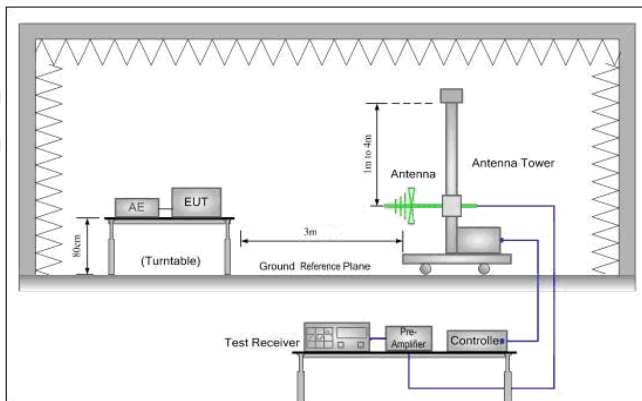 1m to 4m
Antenna
Antenna Tower
AE
EUT
80cm
(Turntable)
3m
Ground Reference Plane
Test Receiver
Pre-
Amplifier
Controller